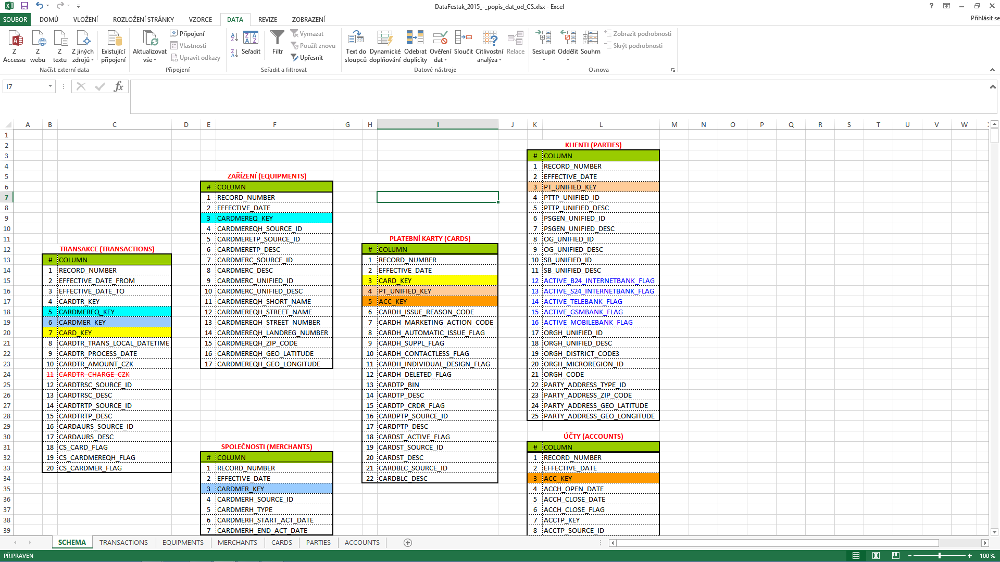 DataFestak_2015_-_popis_dat_od_CS.xlsx - Excel
SOUBOR DOMŮ VLOŽENÍ ROZLOŽENÍ STRÁNKY VZORCE DATA REVIZE ZOBRAZENÍ Přihlásit se
Z Accessu
Z webu
Z textu
Z jiných zdrojů
Existující připojení
Načíst externí data
Aktualizovat vše
Připojení
Vlastnosti
Upravit odkazy
Připojení
Seřadit
Filtr
Vymazat
Použít znovu
Upřesnit
Seřadit a filtrovat
Text do sloupců
Dynamické doplňování
Odebrat duplicity
Ověření dat
Sloučit
Citlivostní analýza
Relace
Datové nástroje
Seskupit
Oddělit
Souhrn
Zobrazit podrobnosti
Skrýt podrobnosti
Osnova
I7
fx
A B C D E F G H I J K L M N O P Q R S T U V W
1
2
3
4
5
6
7
8
9
10
11
12
13
14
15
16
17
18
19
20
21
22
23
24
25
26
27
28
29
30
31
32
33
34
35
36
37
38
39
TRANSAKCE (TRANSACTIONS)
# COLUMN
1 RECORD_NUMBER
2 EFFECTIVE_DATE_FROM
3 EFFECTIVE_DATE_TO
4 CARDTR_KEY
5 CARDMEREQ_KEY
6 CARDMER_KEY
7 CARD_KEY
8 CARDTR_TRANS_LOCAL_DATETIME
9 CARDTR_PROCESS_DATE
10 CARDTR_AMOUNT_CZK
11 CARDTR_CHARGE_CZK
12 CARDTRSC_SOURCE_ID
13 CARDTRSC_DESC
14 CARDTRTP_SOURCE_ID
15 CARDTRTP_DESC
16 CARDAURS_SOURCE_ID
17 CARDAURS_DESC
18 CS_CARD_FLAG
19 CS_CARDMEREQH_FLAG
20 CS_CARDMER_FLAG
ZAŘÍZENÍ (EQUIPMENTS)
# COLUMN
1 RECORD_NUMBER
2 EFFECTIVE_DATE
3 CARDMEREQ_KEY
4 CARDMEREQH_SOURCE_ID
5 CARDMERETP_SOURCE_ID
6 CARDMERETP_DESC
7 CARDMERC_SOURCE_ID
8 CARDMERC_DESC
9 CARDMERC_UNIFIED_ID
10 CARDMERC_UNIFIED_DESC
11 CARDMEREQH_SHORT_NAME
12 CARDMEREQH_STREET_NAME
13 CARDMEREQH_STREET_NUMBER
14 CARDMEREQH_LANDREG_NUMBER
15 CARDMEREQH_ZIP_CODE
16 CARDMEREQH_GEO_LATITUDE
17 CARDMEREQH_GEO_LONGITUDE
SPOLEČNOSTI (MERCHANTS)
# COLUMN
1 RECORD_NUMBER
2 EFFECTIVE_DATE
3 CARDMER_KEY
4 CARDMERH_SOURCE_ID
5 CARDMERH_TYPE
6 CARDMERH_START_ACT_DATE
7 CARDMERH_END_ACT_DATE
PLATEBNÍ KARTY (CARDS)
# COLUMN
1 RECORD_NUMBER
2 EFFECTIVE_DATE
3 CARD_KEY
4 PT_UNIFIED_KEY
5 ACC_KEY
6 CARDH_ISSUE_REASON_CODE
7 CARDH_MARKETING_ACTION_CODE
8 CARDH_AUTOMATIC_ISSUE_FLAG
9 CARDH_SUPPL_FLAG
10 CARDH_CONTACTLESS_FLAG
11 CARDH_INDIVIDUAL_DESIGN_FLAG
12 CARDH_DELETED_FLAG
13 CARDTP_BIN
14 CARDTP_DESC
15 CARDTP_CRDR_FLAG
16 CARDPTP_SOURCE_ID
17 CARDPTP_DESC
18 CARDST_ACTIVE_FLAG
19 CARDST_SOURCE_ID
20 CARDST_DESC
21 CARDBLC_SOURCE_ID
22 CARDBLC_DESC
KLIENTI (PARTIES)
# COLUMN
1 RECORD_NUMBER
2 EFFECTIVE_DATE
3 PT_UNIFIED_KEY
4 PTTP_UNIFIED_ID
5 PTTP_UNIFIED_DESC
6 PSGEN_UNIFIED_ID
7 PSGEN_UNIFIED_DESC
8 OG_UNIFIED_ID
9 OG_UNIFIED_DESC
10 SB_UNIFIED_ID
11 SB_UNIFIED_DESC
12 ACTIVE_B24_INTERNETBANK_FLAG
13 ACTIVE_S24_INTERNETBANK_FLAG
14 ACTIVE_TELEBANK_FLAG
15 ACTIVE_GSMBANK_FLAG
16 ACTIVE_MOBILEBANK_FLAG
17 ORGH_UNIFIED_ID
18 ORGH_UNIFIED_DESC
19 ORGH_DISTRICT_CODE3
20 ORGH_MICROREGION_ID
21 ORGH_CODE
22 PARTY_ADDRESS_TYPE_ID
23 PARTY_ADDRESS_ZIP_CODE
24 PARTY_ADDRESS_GEO_LATITUDE
25 PARTY_ADDRESS_GEO_LONGITUDE
ÚČTY (ACCOUNTS)
# COLUMN
1 RECORD_NUMBER
2 EFFECTIVE_DATE
3 ACC_KEY
4 ACCH_OPEN_DATE
5 ACCH_CLOSE_DATE
6 ACCH_CLOSE_FLAG
7 ACCTP_KEY
8 ACCTP_SOURCE_ID
SCHEMA TRANSACTIONS EQUIPMENTS MERCHANTS CARDS PARTIES ACCOUNTS
PŘIPRAVEN 100 %